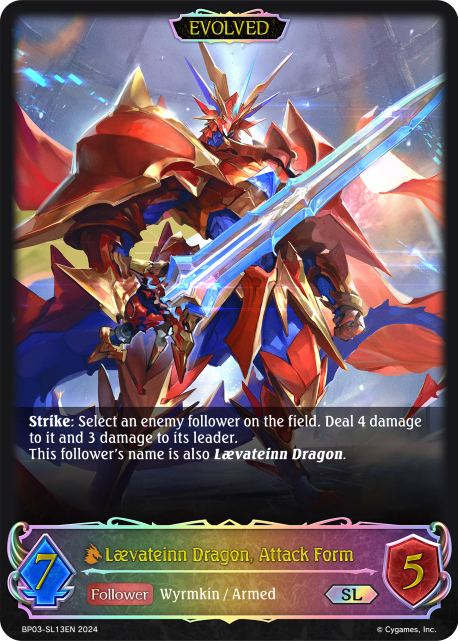 EVOLVED
Strike: Select an enemy follower on the field. Deal 4 damage
to it and 3 damage to its leader.
This follower's name is also Lævateinn Dragon.
Lævateinn Dragon, Attack Form
7
Follower Wyrmkin / Armed
SL
5
BP03-SL13EN 2024
© Cygames, Inc.